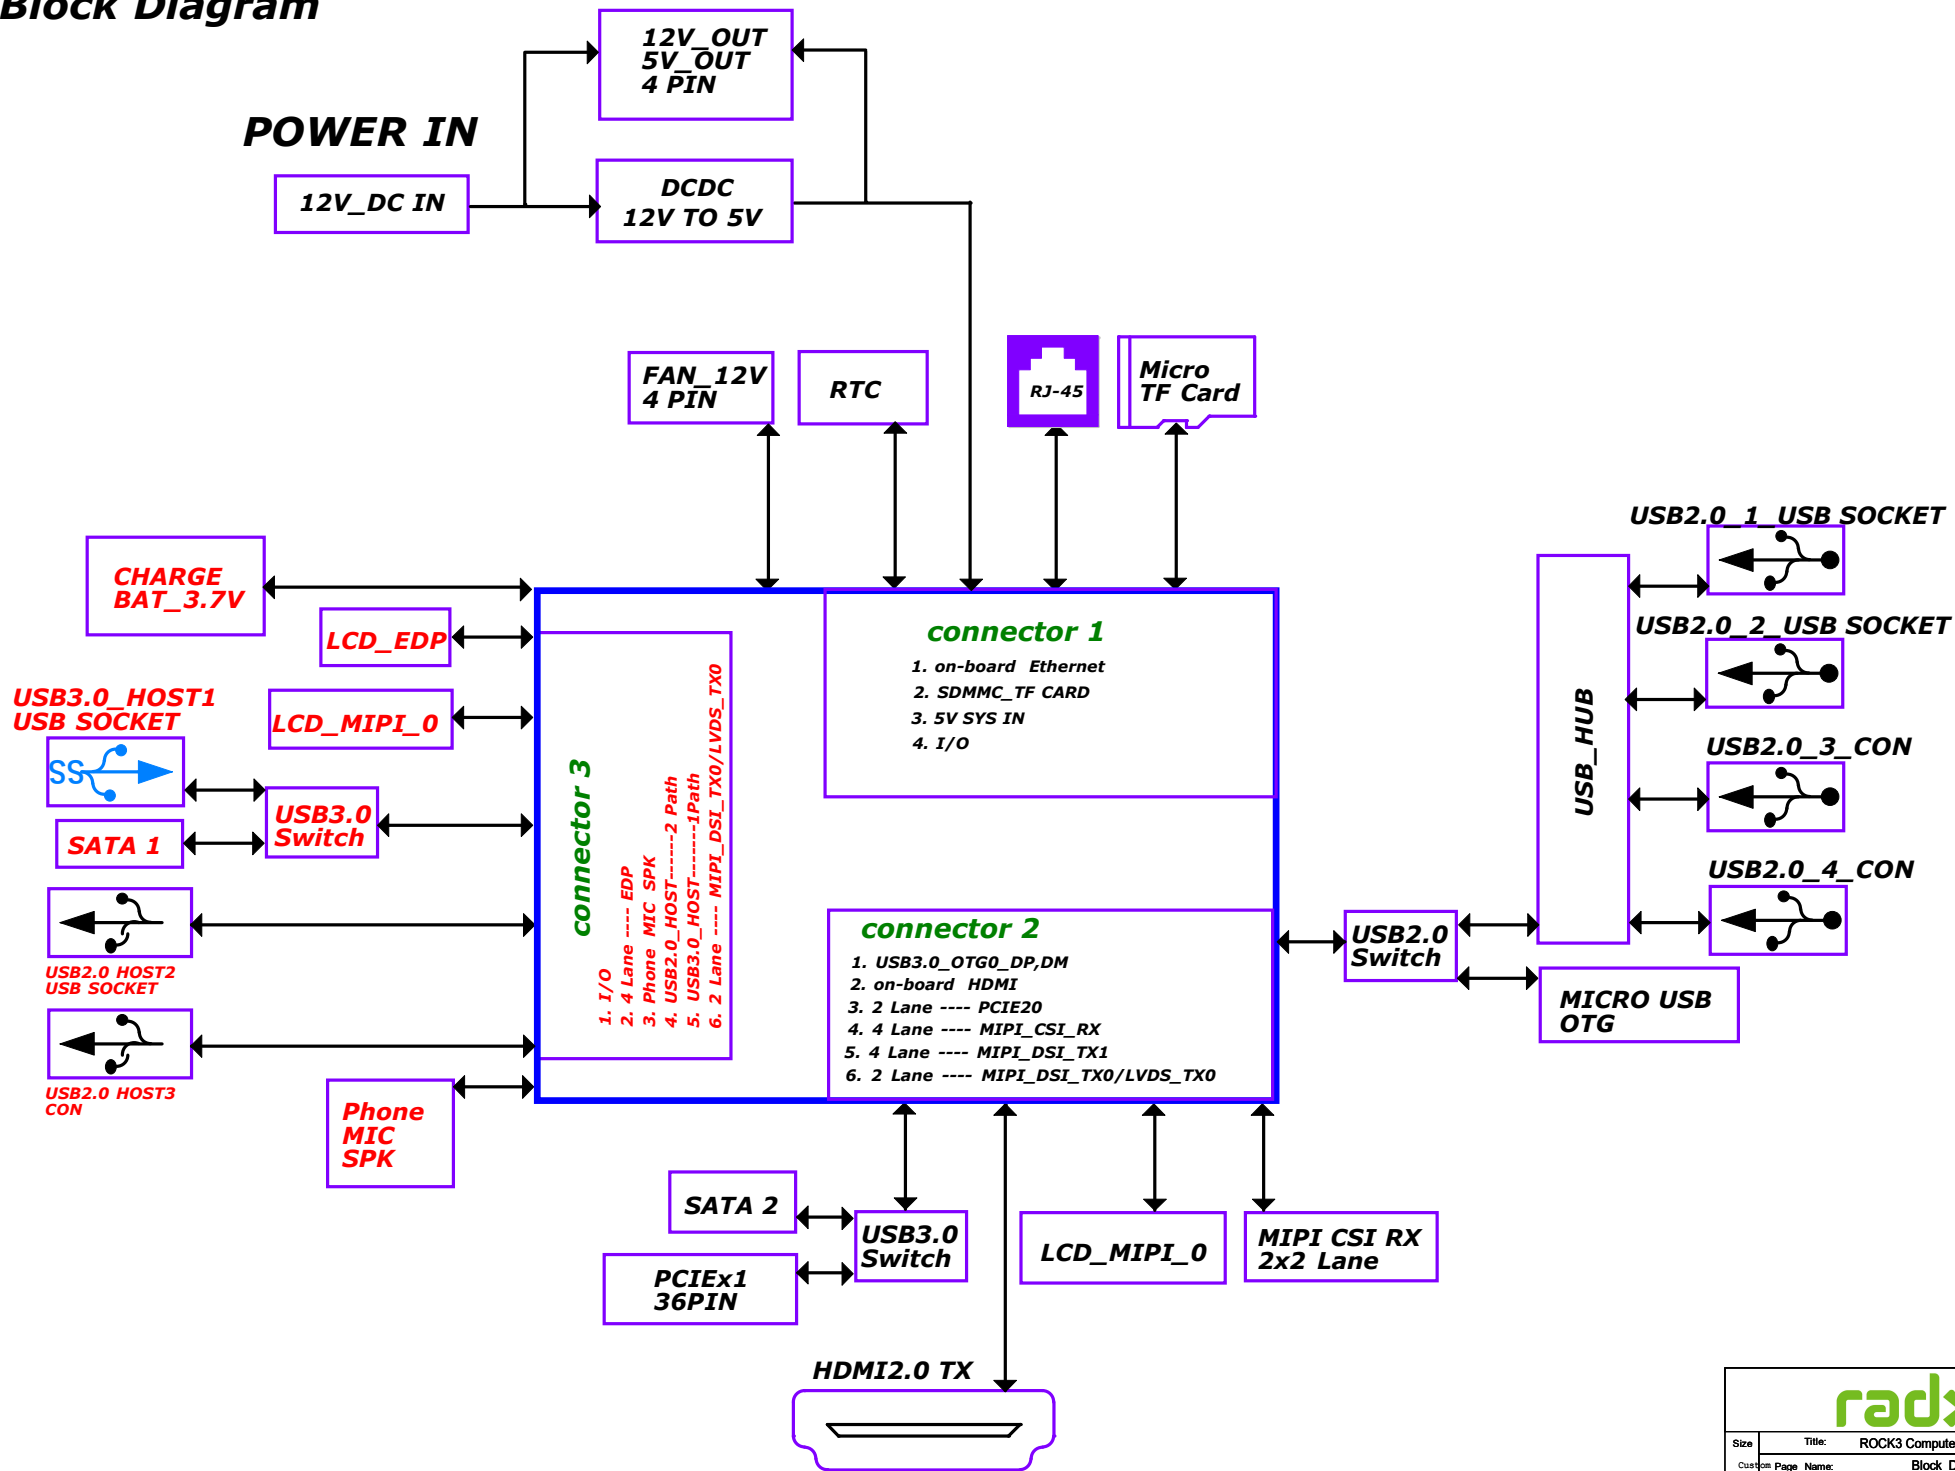 Block Diagram
12V_OUT
5V_OUT
4 PIN
POWER IN
12V_DC IN
DCDC
12V TO 5V
FAN_12V
4 PIN
RTC
RJ-45
Micro
TF Card
CHARGE
BAT_3.7V
LCD_EDP
LCD_MIPI_0
USB3.0_HOST1
USB SOCKET
SS
SATA 1
USB3.0
Switch
USB2.0 HOST2
USB SOCKET
USB2.0 HOST3
CON
Phone
MIC
SPK
connector 3
1. I/O
2. 4 Lane ---- EDP
3. Phone MIC SPK
4. USB2.0_HOST------2 Path
5. USB3.0_HOST-------1Path
6. 2 Lane ---- MIPI_DSI_TX0/LVDS_TX0
connector 1
1. on-board Ethernet
2. SDMMC_TF CARD
3. 5V SYS IN
4. I/O
connector 2
1. USB3.0_OTG0_DP,DM
2. on-board HDMI
3. 2 Lane ---- PCIE20
4. 4 Lane ---- MIPI_CSI_RX
5. 4 Lane ---- MIPI_DSI_TX1
6. 2 Lane ---- MIPI_DSI_TX0/LVDS_TX0
USB2.0
Switch
USB_HUB
USB2.0_1_USB SOCKET
USB2.0_2_USB SOCKET
USB2.0_3_CON
USB2.0_4_CON
MICRO USB
OTG
SATA 2
PCIEx1
36PIN
USB3.0
Switch
LCD_MIPI_0
MIPI CSI RX
2x2 Lane
HDMI2.0 TX
rad
Size
Title:
ROCK3 Compute
Custom
Page Name:
Block D